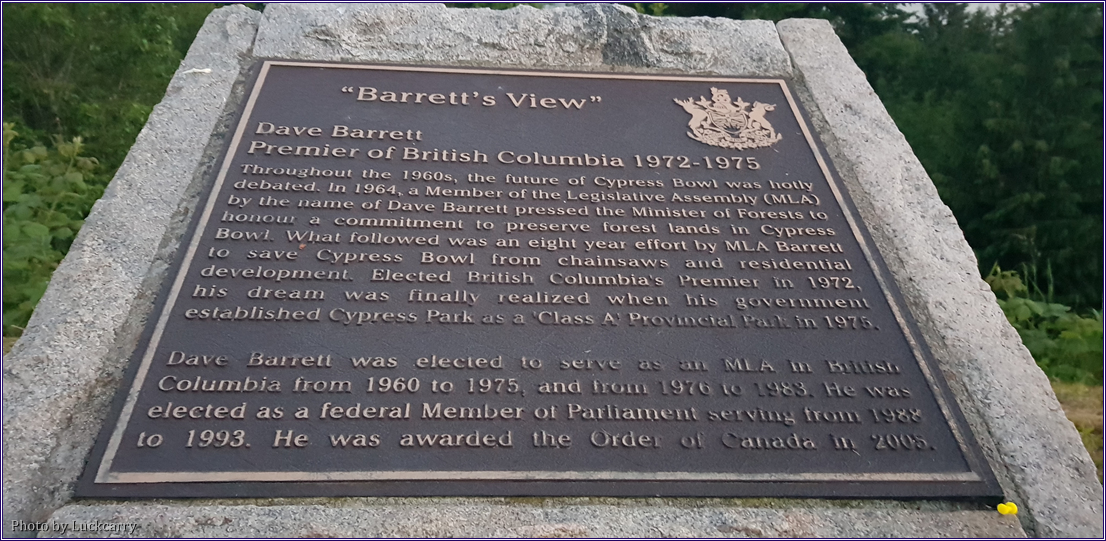 "Barrett's View"
Dave Barrett
Premier of British Columbia 1972-1975
Throughout the 1960s, the future of Cypress Bowl was hotly
debated. In 1964, a Member of the Legislative Assembly (MLA)
by the name of Dave Barrett pressed the Minister of Forests to
honour a commitment to preserve forest lands in Cypress
Bowl. What followed was an eight year effort by MLA Barrett
to save Cypress Bowl from chainsaws and residential
development. Elected British Columbia's Premier in 1972,
his dream was finally realized when his government
established Cypress Park as a 'Class A' Provincial Park in 1975.
Dave Barrett was elected to serve as an MLA in British
Columbia from 1960 to 1975, and from 1976 to 1983. He was
elected as a federal Member of Parliament serving from 1988
to 1993. He was awarded the Order of Canada in 2005.
Photo by Luckcarry